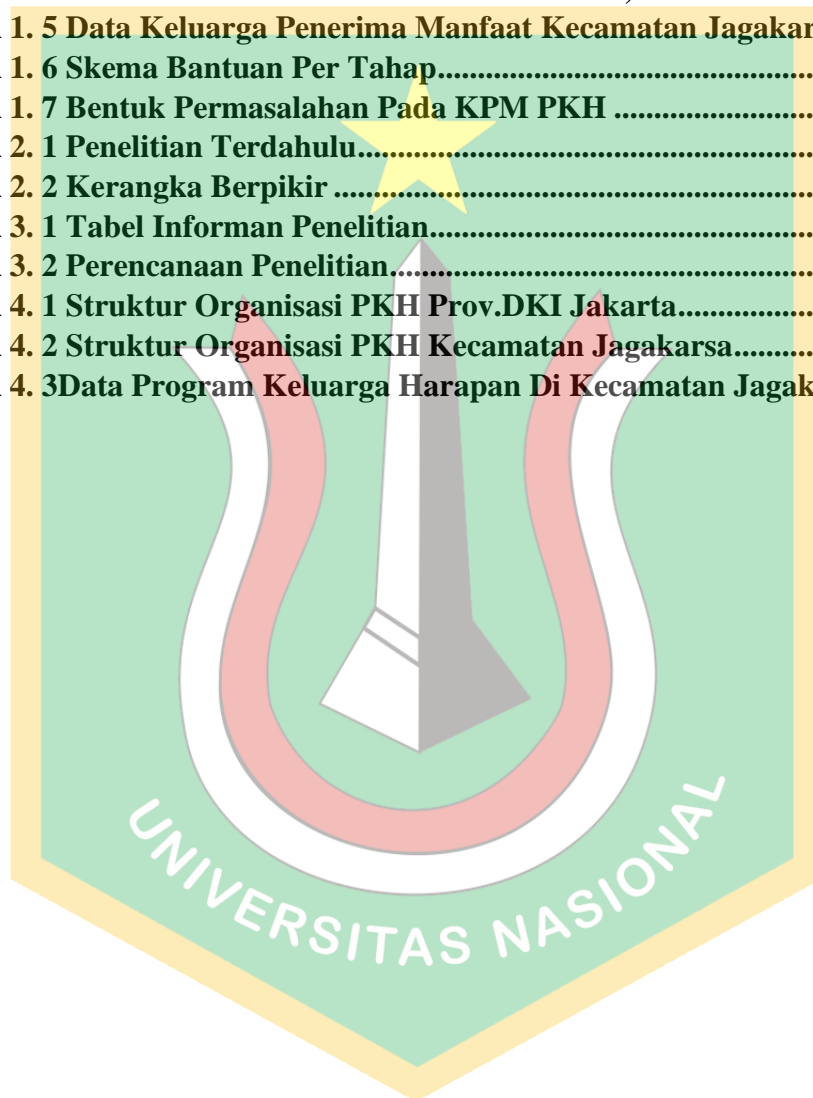 1. 5 Data Keluarga Penerima Manfaat Kecamatan
1. 6 Skema Bantuan Per Tahap........................................
1. 7 Bentuk Permasalahan Pada KPM PKH ....................
2. 1 Penelitian Terdahulu..................................................
2. 2 Kerangka Berpikir .....................................................
3. 1 Tabel Informan Penelitian.........................................
3. 2 Perencanaan Penelitian..............................................
4. 1 Struktur Organisasi PKH Prov.DKI Jakarta..............
4. 2 Struktur Organisasi PKH Kecamatan Jagakarsa........
4. 3Data Program Keluarga Harapan Di Kecamatan
UNIVERSITAS NASIONAL